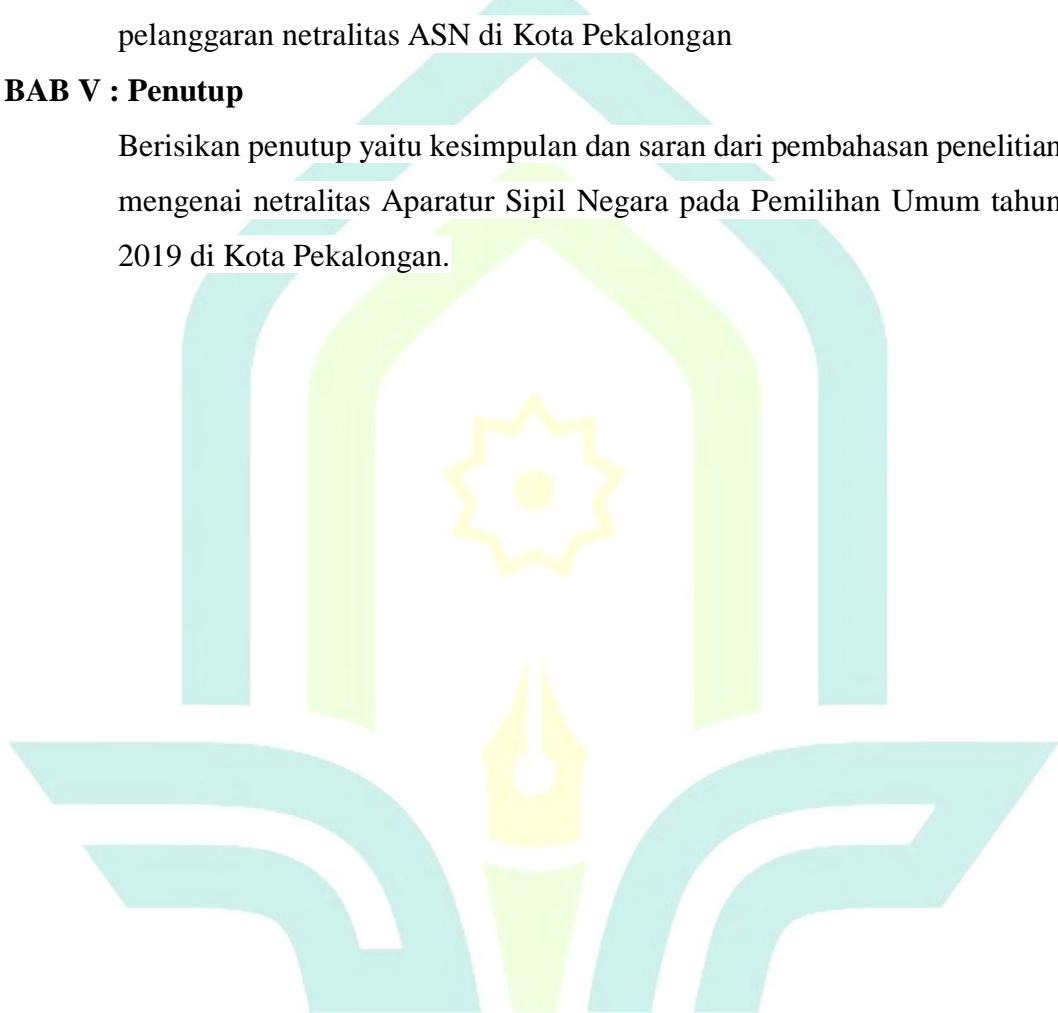 pelanggaran netralitas ASN di Kota Pekalongan
BAB V : Penutup
Berisikan penutup yaitu kesimpulan dan saran dari pembahasan penelitian
mengenai netralitas Aparatur Sipil Negara pada Pemilihan Umum tahun
2019 di Kota Pekalongan.